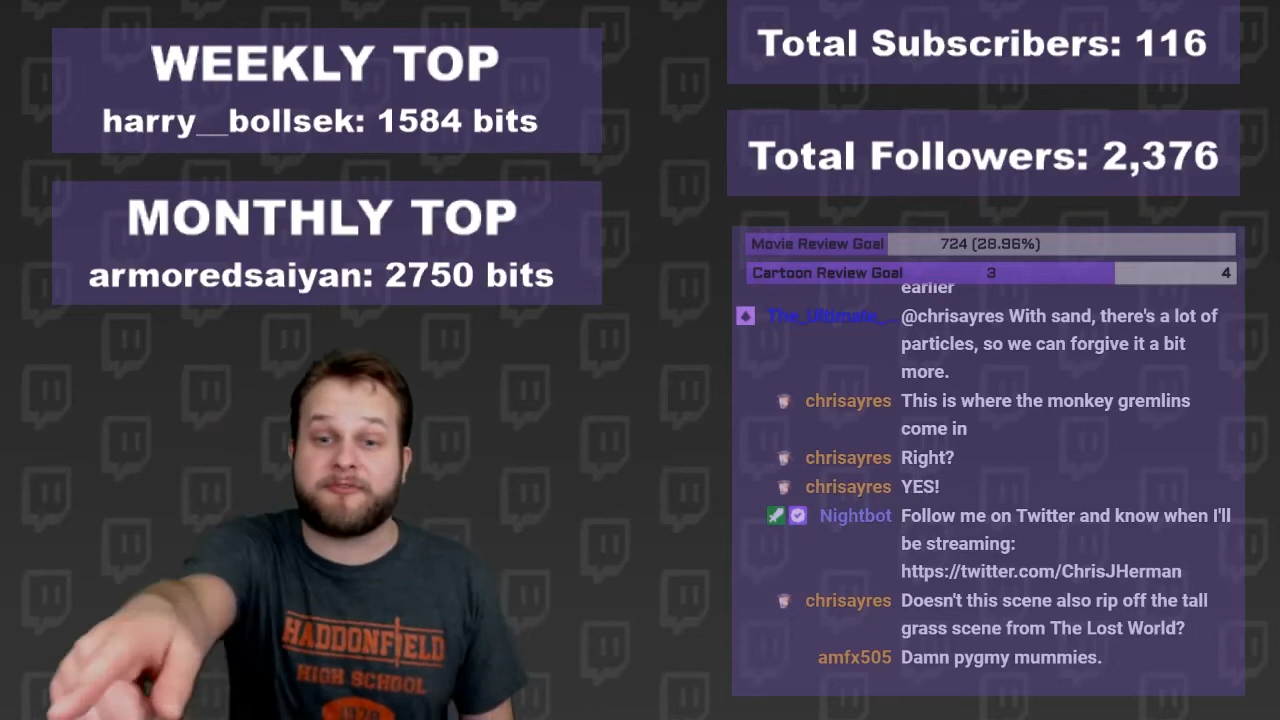 WEEKLY TOP
harry__bollsek: 1584 bits
MONTHLY TOP
armoredsaiyan: 2750 bits
Total Subscribers: 116
Total Followers: 2,376
Movie Review Goal 724 (28.96%)
Cartoon Review Goal 3 4
earlier
The_Ultimate_... @chrisayres With sand, there's a lot of
particles, so we can forgive it a bit
more.
chrisayres This is where the monkey gremlins
come in
chrisayres Right?
chrisayres YES!
Nightbot Follow me on Twitter and know when I'll
be streaming:
https://twitter.com/ChrisJHerman
chrisayres Doesn't this scene also rip off the tall
grass scene from The Lost World?
amfx505 Damn pygmy mummies.
HADDONFIELD
HIGH SCHOOL
1978